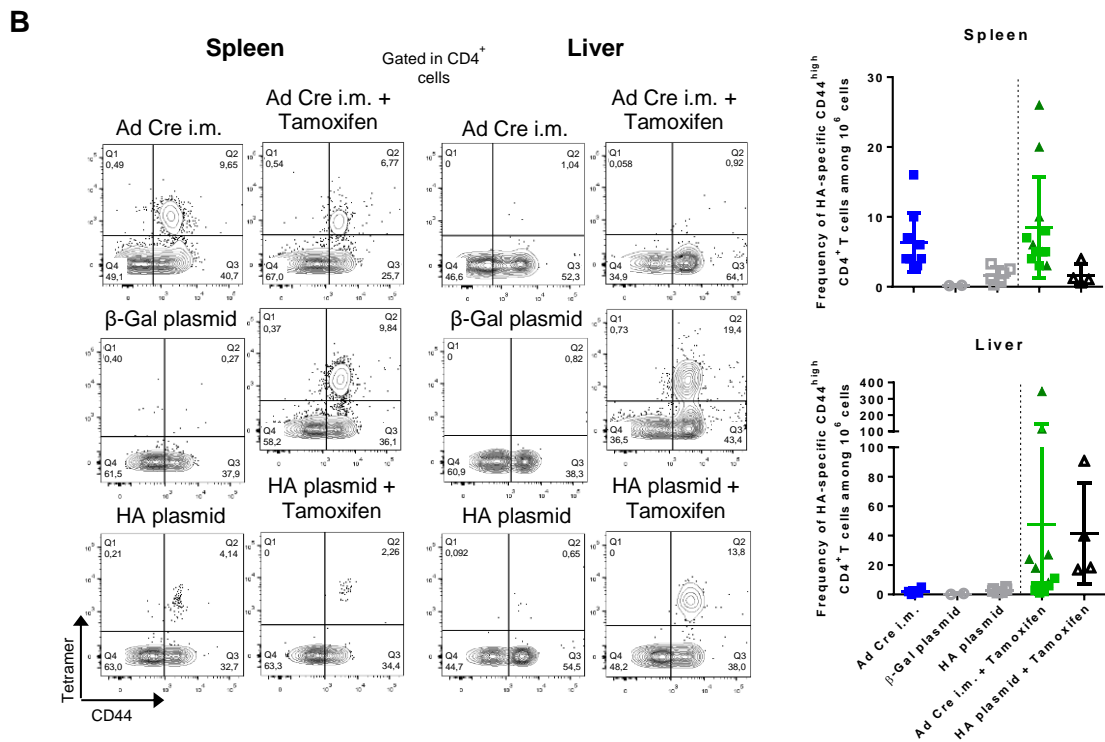 B
Spleen
Gated in CD4+
cells
Liver
Ad Cre i.m.
Ad Cre i.m. +
Tamoxifen
Ad Cre i.m.
Ad Cre i.m. +
Tamoxifen
Q1
0,49
Q2
9,65
Q4
49,1
Q3
40,7
Q1
0,54
Q2
6,77
Q4
67,0
Q3
25,7
Q1
0
Q2
1,04
Q4
46,6
Q3
52,3
Q1
0,058
Q2
0,92
Q4
34,9
Q3
64,1
β-Gal plasmid
β-Gal plasmid
Q1
0,40
Q2
0,27
Q4
61,5
Q3
37,9
Q1
0,37
Q2
9,84
Q4
58,2
Q3
36,1
Q1
0
Q2
0,82
Q4
60,9
Q3
38,3
Q1
0,73
Q2
19,4
Q4
36,5
Q3
43,4
HA plasmid
HA plasmid +
Tamoxifen
HA plasmid
HA plasmid +
Tamoxifen
Q1
0,21
Q2
4,14
Q4
63,0
Q3
32,7
Q1
0
Q2
2,26
Q4
63,3
Q3
34,4
Q1
0,092
Q2
0,65
Q4
44,7
Q3
54,5
Q1
0
Q2
13,8
Q4
48,2
Q3
38,0
Tetramer
CD44
Spleen
Frequency of HA-specific CD44high
CD4+ T cells among 10^6 cells
30
20
10
0
Liver
Frequency of HA-specific CD44high
CD4+ T cells among 10^6 cells
400
300
200
100
80
60
40
20
0
Ad Cre i.m.
β-Gal plasmid
HA plasmid
Ad Cre i.m. + Tamoxifen
HA plasmid + Tamoxifen